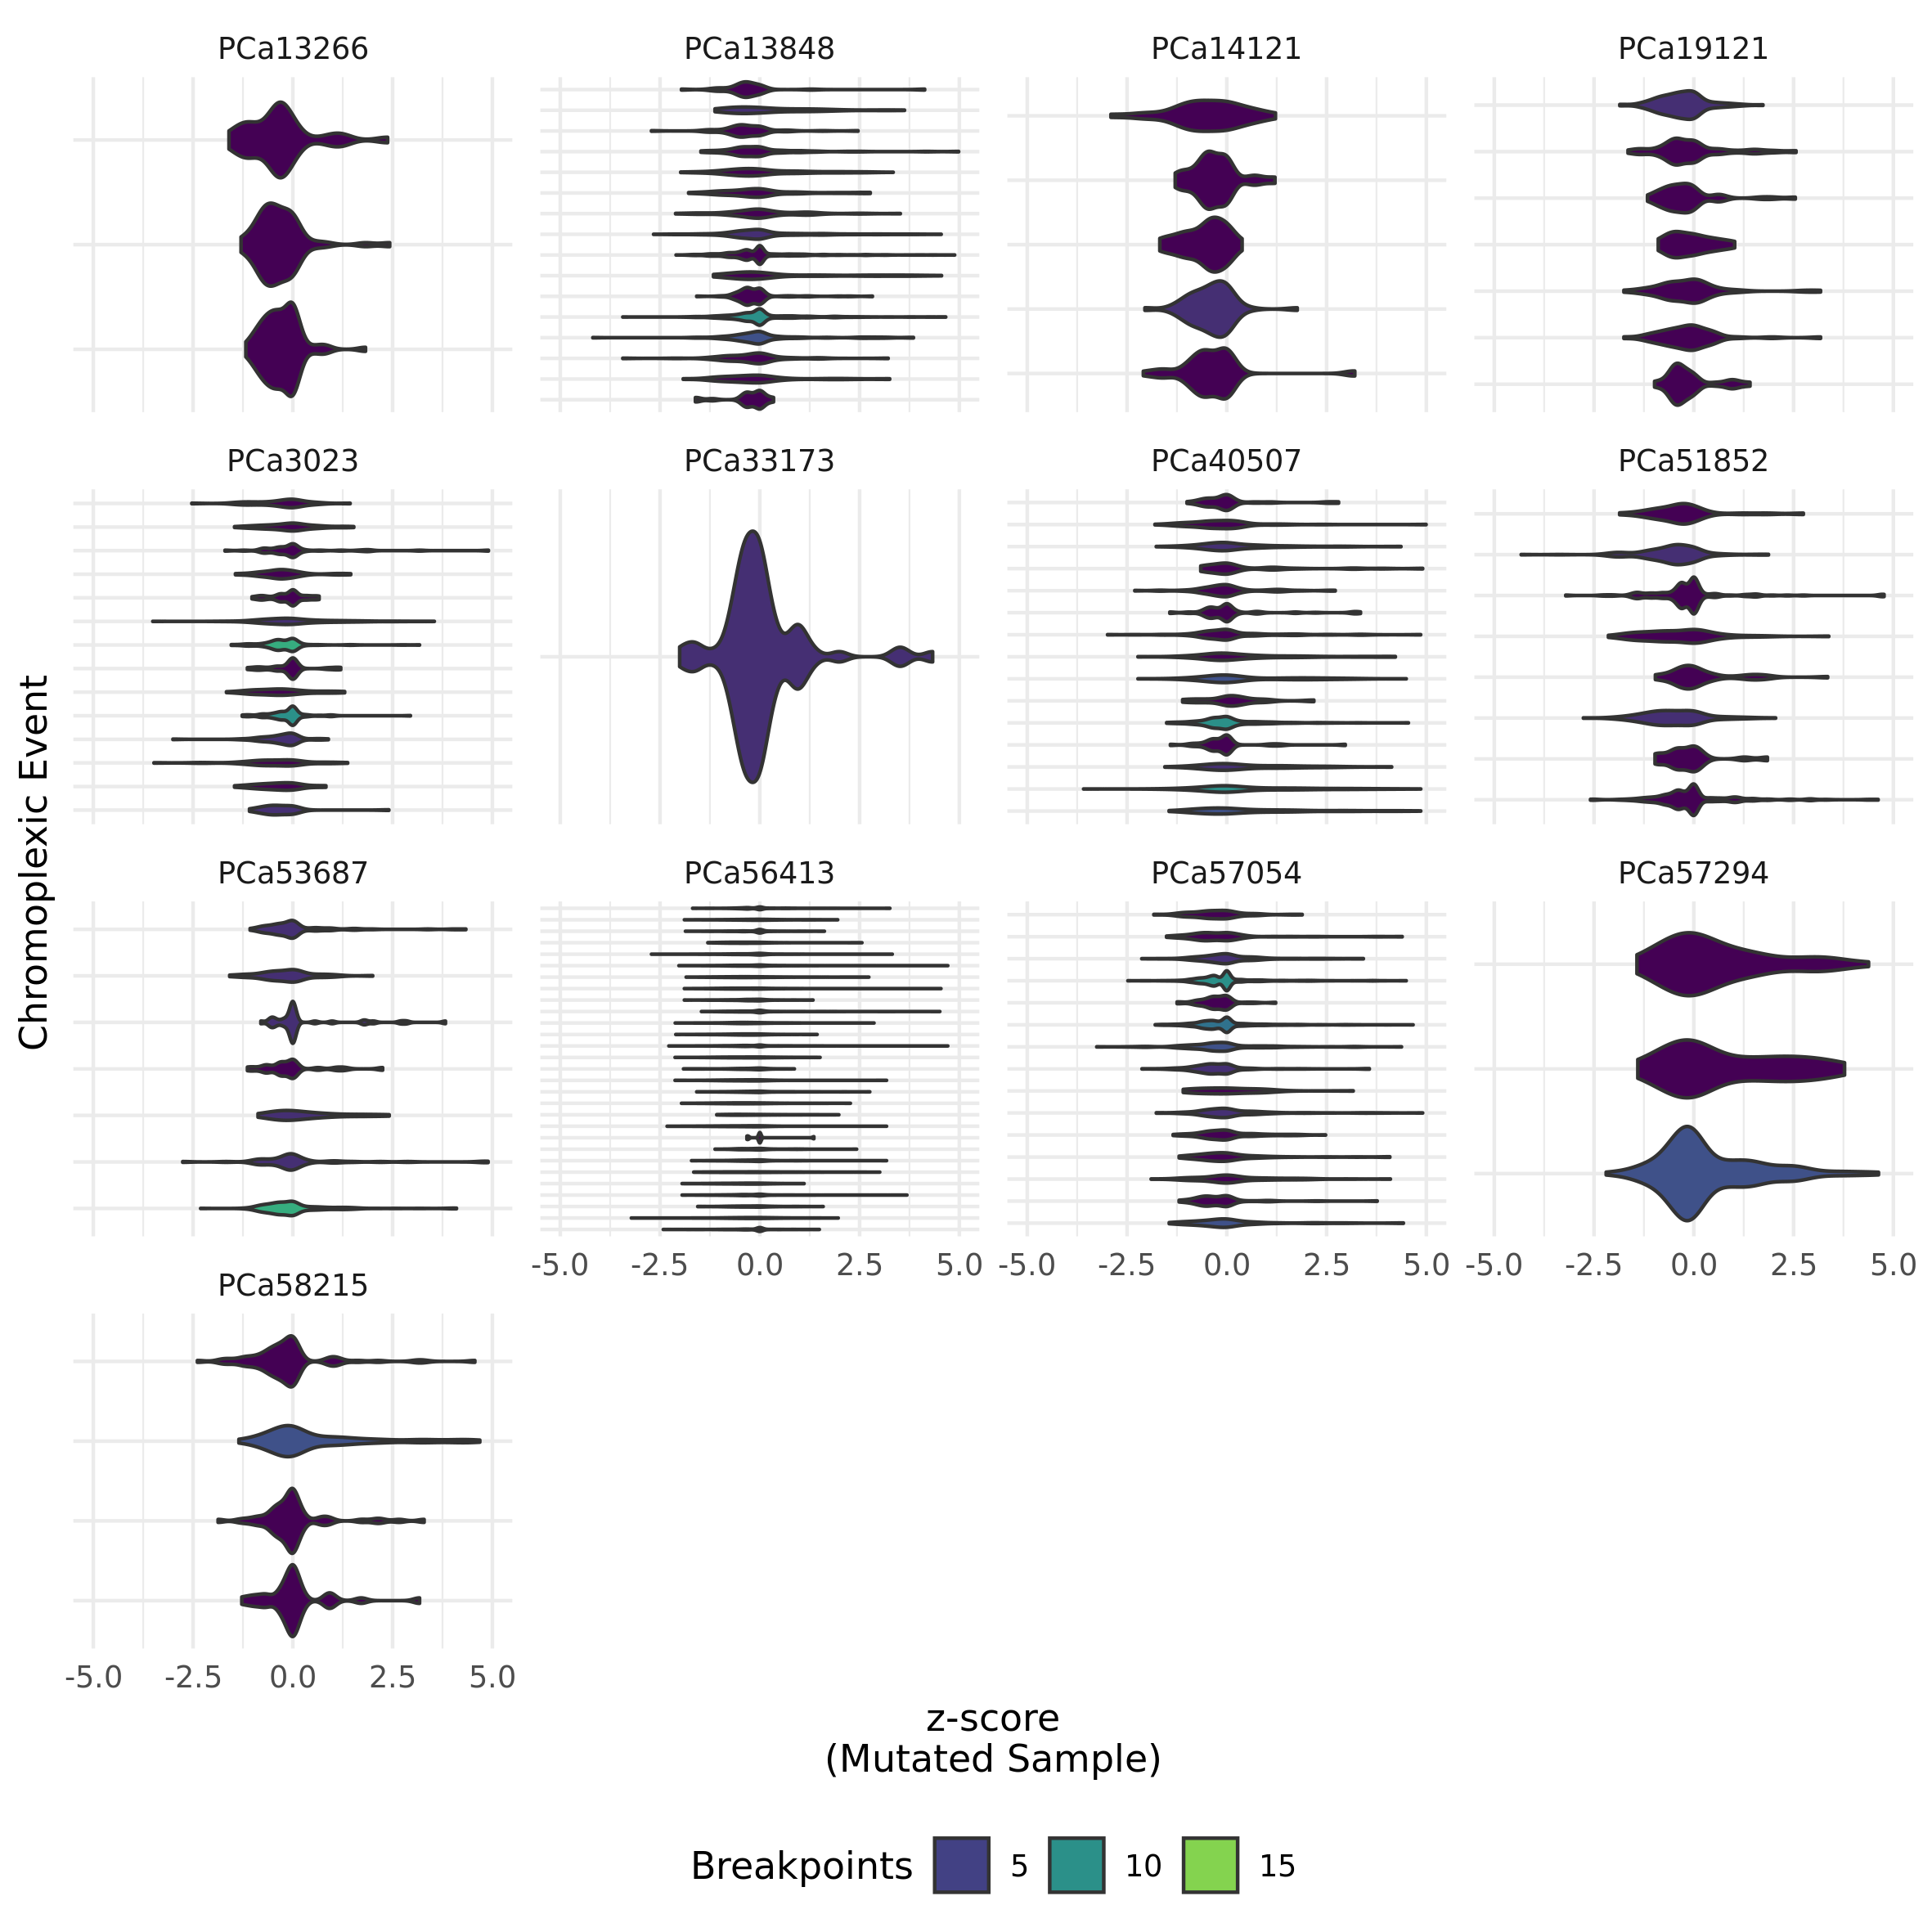 PCa13266 PCa13848 PCa14121 PCa19121
PCa3023 PCa33173 PCa40507 PCa51852
Chromoplexic Event
PCa53687 PCa56413 PCa57054 PCa57294
-5.0 -2.5 0.0 2.5 5.0 -5.0 -2.5 0.0 2.5 5.0 -5.0 -2.5 0.0 2.5 5.0
PCa58215
-5.0 -2.5 0.0 2.5 5.0
z-score
(Mutated Sample)
Breakpoints 5 10 15